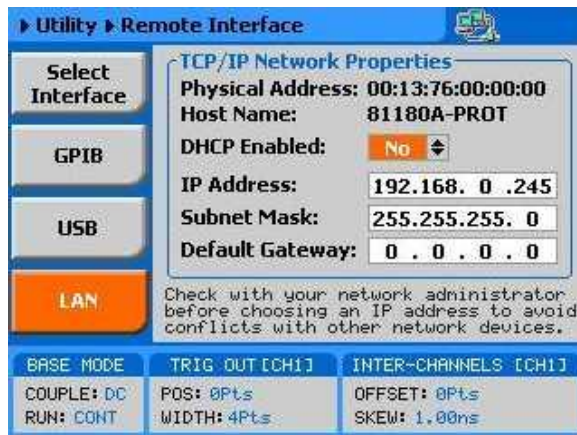 Utility Remote Interface
Select
Interface
GPIB
USB
LAN
TCP/IP Network Properties
Physical Address: 00:13:76:00:00:00
Host Name: 81180A-PROT
DHCP Enabled: No
IP Address: 192.168. 0 .245
Subnet Mask: 255.255.255. 0
Default Gateway: 0 . 0 . 0 . 0
Check with your network administrator
before choosing an IP address to avoid
conflicts with other network devices.
BASE MODE
COUPLE: DC
RUN: CONT
TRIG OUT[CH1]
POS: 0Pts
WIDTH: 4Pts
INTER-CHANNELS [CH1]
OFFSET: 0Pts
SKEW: 1.00ns